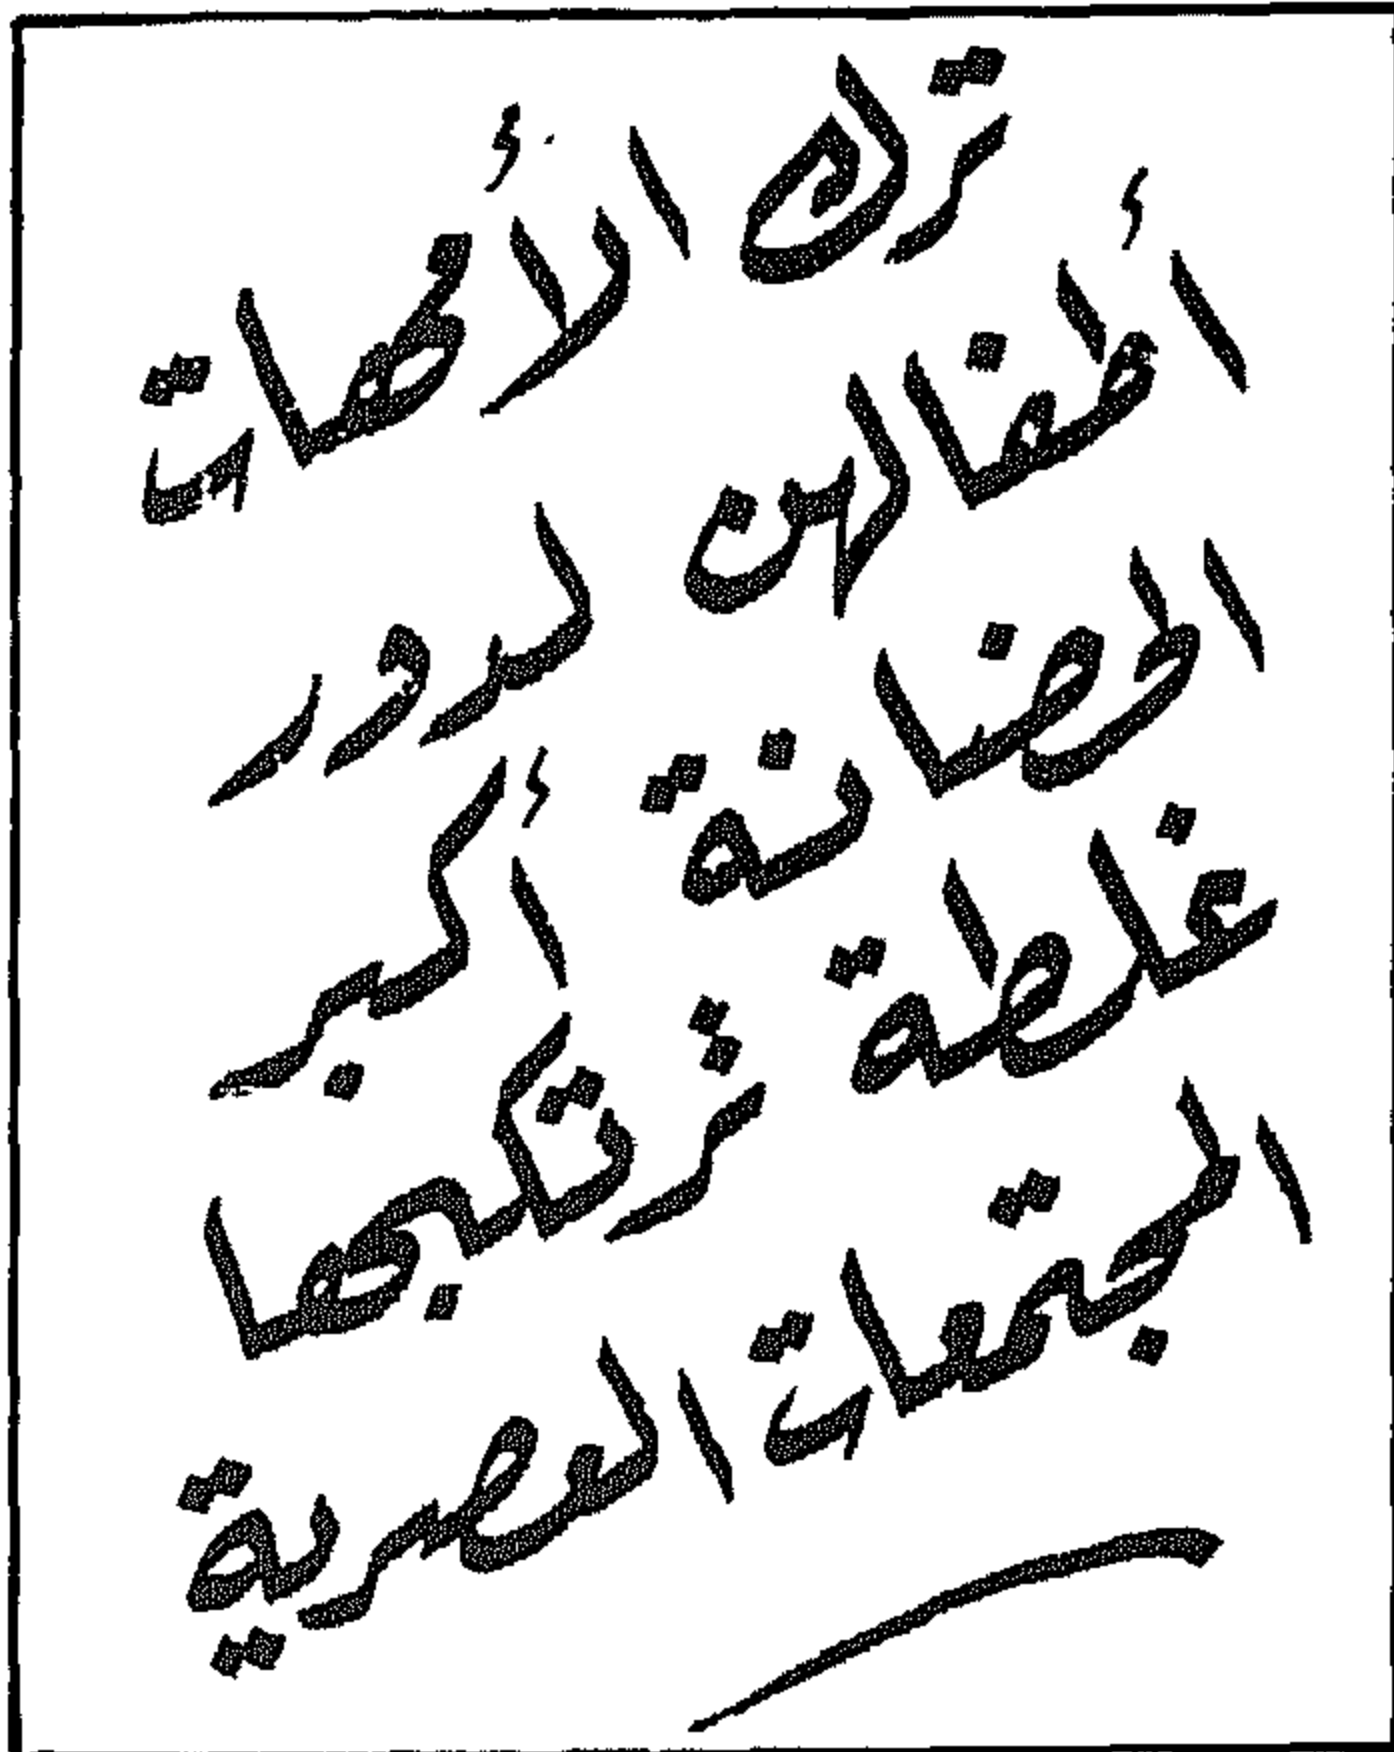 ترك الأمهات
أطفالهن لدور
الحضانة أكبر
غلطة ترتكبها
المجتمعات العصرية